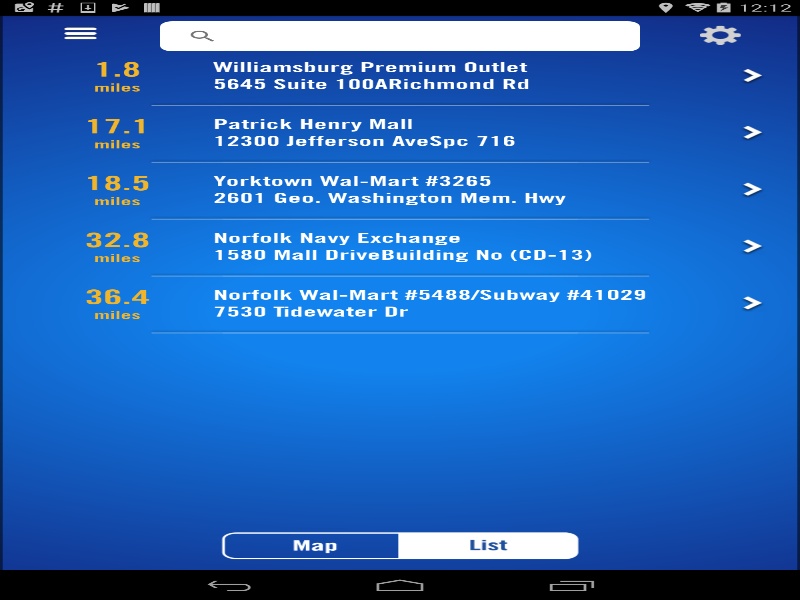 12:12
1.8
miles
Williamsburg Premium Outlet
5645 Suite 100ARichmond Rd
17.1
miles
Patrick Henry Mall
12300 Jefferson AveSpc 716
18.5
miles
Yorktown Wal-Mart #3265
2601 Geo. Washington Mem. Hwy
32.8
miles
Norfolk Navy Exchange
1580 Mall DriveBuilding No (CD-13)
36.4
miles
Norfolk Wal-Mart #5488/Subway #41029
7530 Tidewater Dr
Map List